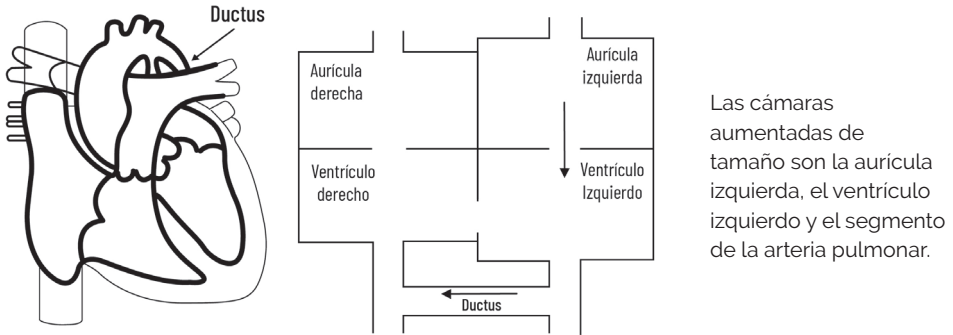 Ductus
Aurícula
derecha
Aurícula
izquierda
Ventrículo
derecho
Ventrículo
Izquierdo
Ductus
Las cámaras
aumentadas de
tamaño son la aurícula
izquierda, el ventrículo
izquierdo y el segmento
de la arteria pulmonar.